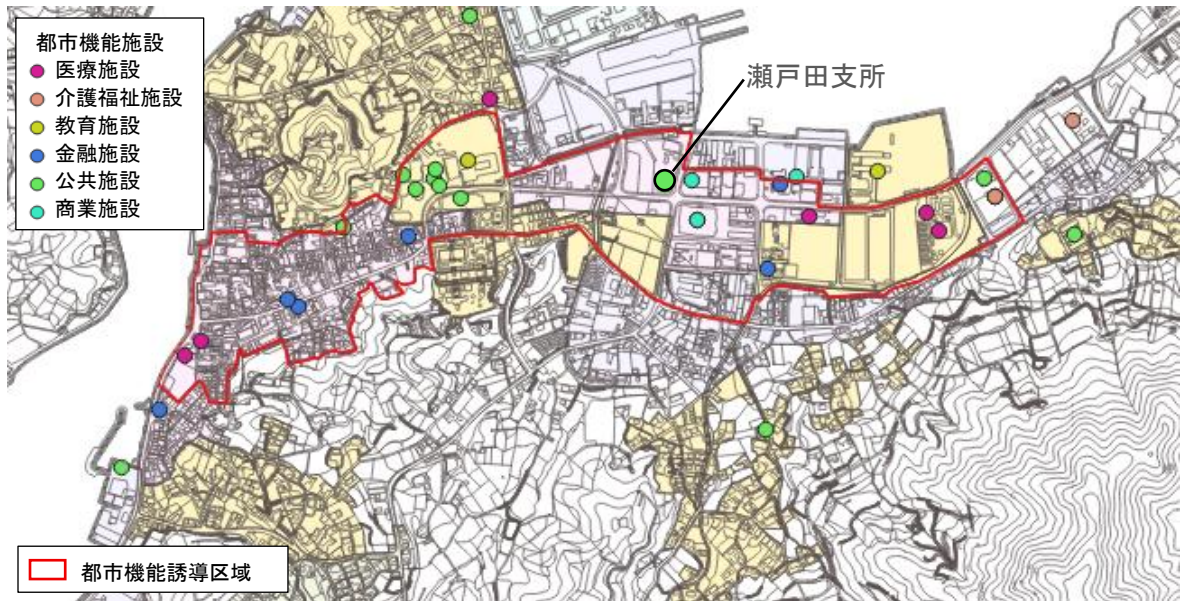 都市機能施設
医療施設
介護福祉施設
教育施設
金融施設
公共施設
商業施設
瀬戸田支所
都市機能誘導区域